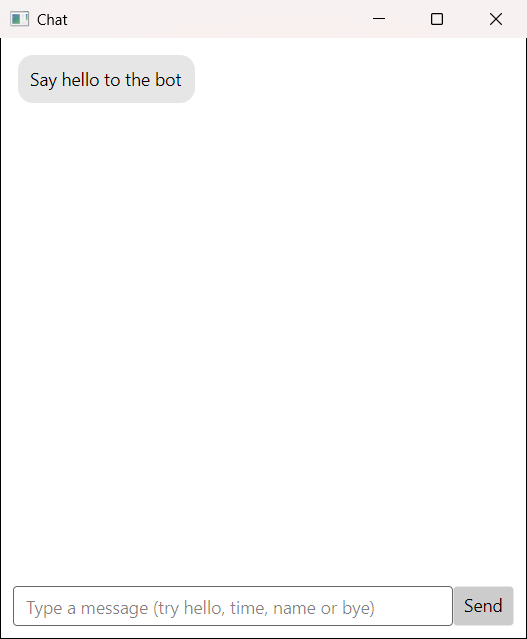 Chat
Say hello to the bot
Type a message (try hello, time, name or bye)
Send